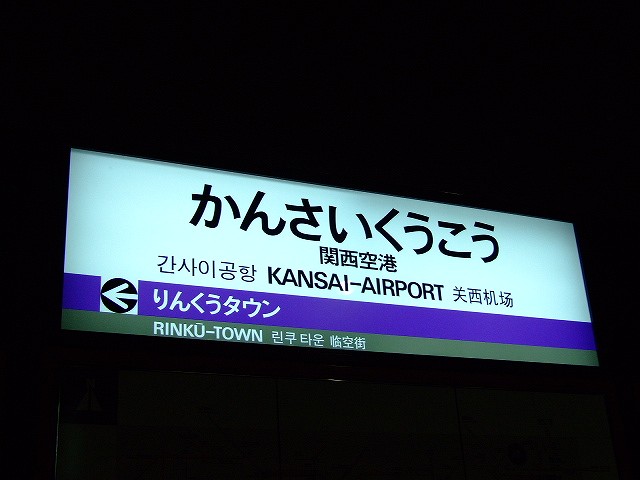 かんさいくうこう
関西空港
간사이공항 KANSAI-AIRPORT 关西机场
りんくうタウン
RINKŪ-TOWN 린쿠타운 临空街